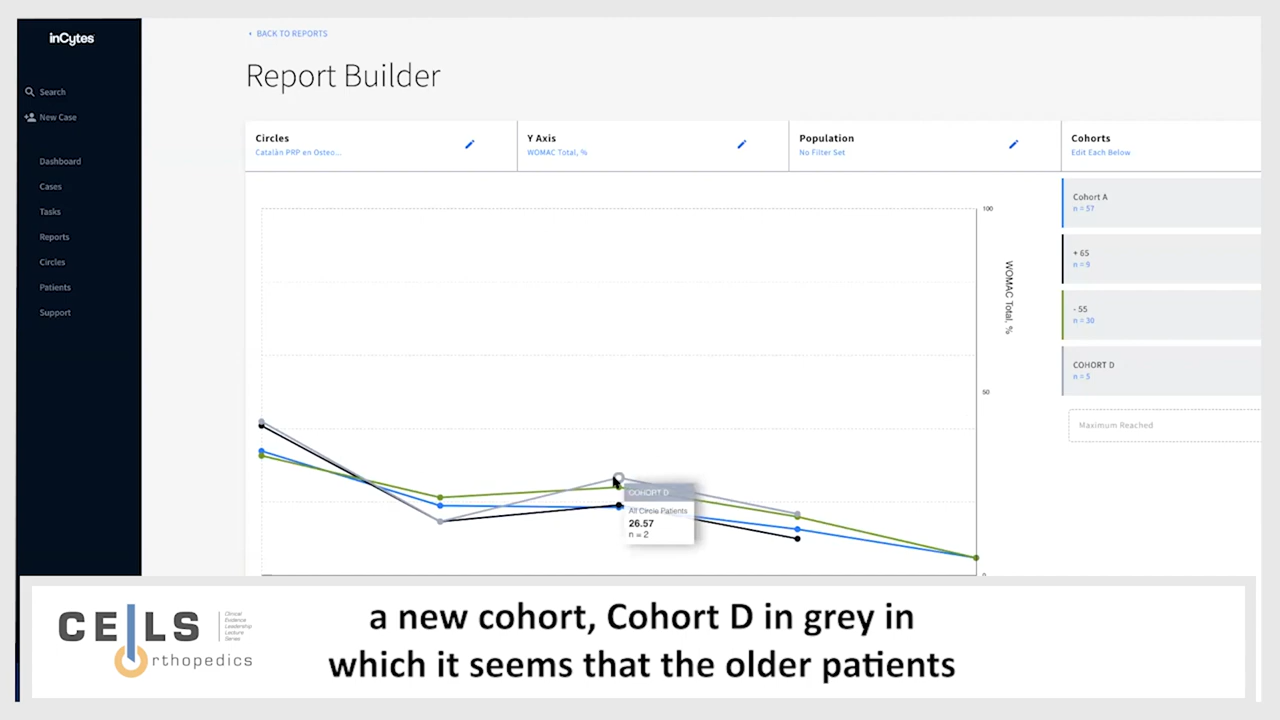 inCytes
Search
New Case
Dashboard
Cases
Tasks
Reports
Circles
Patients
Support
BACK TO REPORTS
Report Builder
Circles
Catalán PRP en Osteo...
Y Axis
WOMAC Total, %
Population
No Filter Set
Cohorts
Edit Each Below
Cohort A
n = 57
+ 65
n = 9
- 55
n = 30
COHORT D
n = 5
Maximum Reached
100
WOMAC Total, %
50
COHORT D
All Circle Patients
26.57
n = 2
CELLS
Clinical
Evidence
Leadership
Lecture
Series
Orthopedics
a new cohort, Cohort D in grey in
which it seems that the older patients